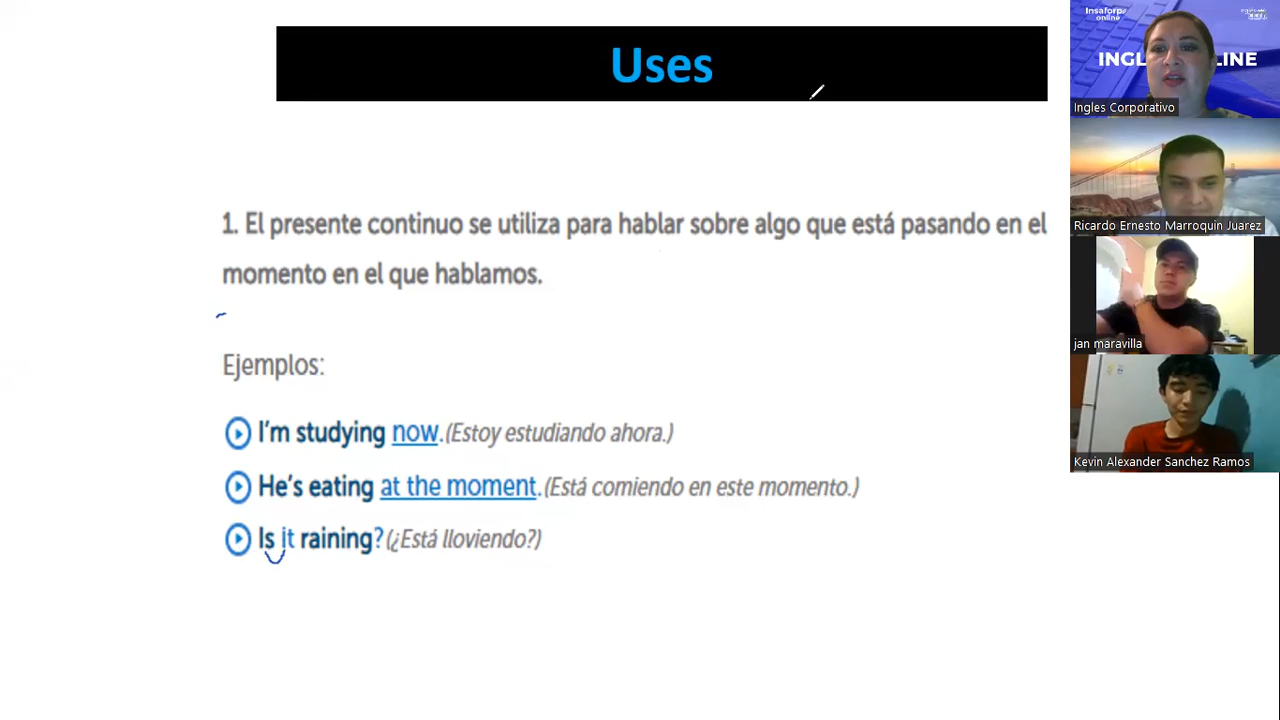 Uses
1. El presente continuo se utiliza para hablar sobre algo que está pasando en el
momento en el que hablamos.
Ejemplos:
I'm studying now. (Estoy estudiando ahora.)
He's eating at the moment. (Está comiendo en este momento.)
Is it raining? (¿Está lloviendo?)
Insaforp
online
INGL LINE
Ingles Corporativo
Ricardo Ernesto Marroquin Juarez
jan maravilla
Kevin Alexander Sanchez Ramos